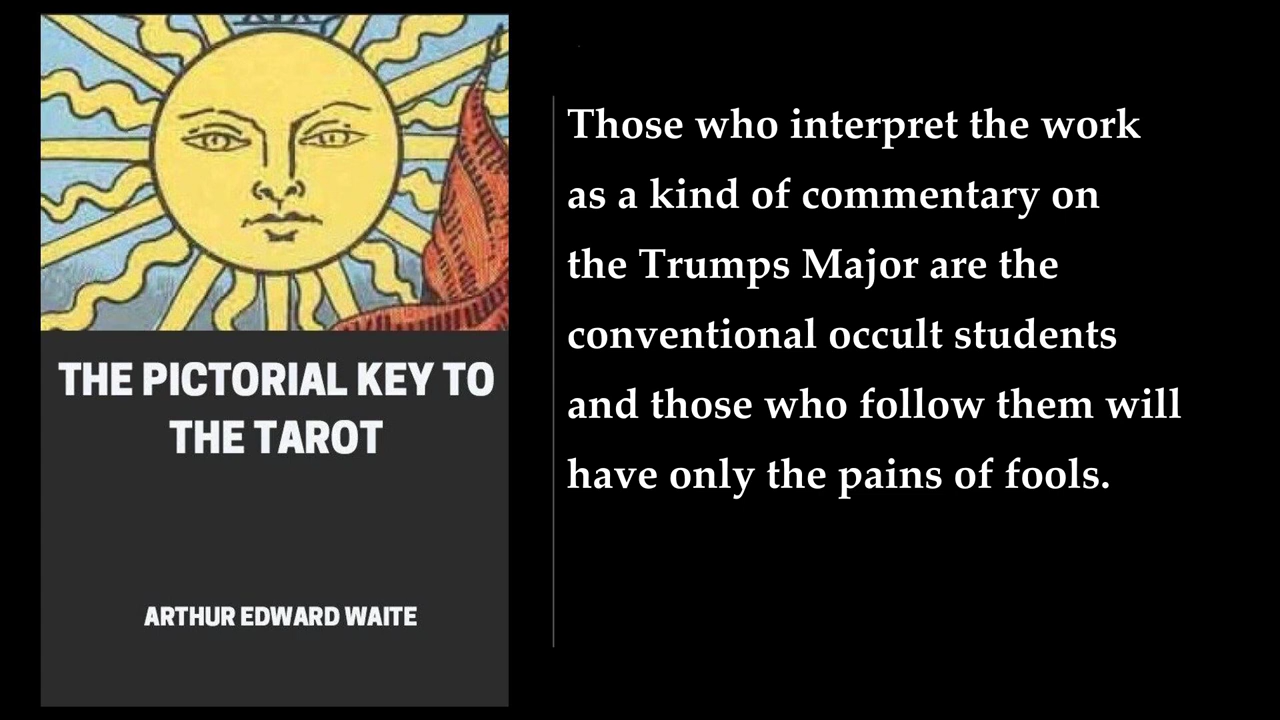 XIX
THE PICTORIAL KEY TO
THE TAROT
ARTHUR EDWARD WAITE
Those who interpret the work
as a kind of commentary on
the Trumps Major are the
conventional occult students
and those who follow them will
have only the pains of fools.